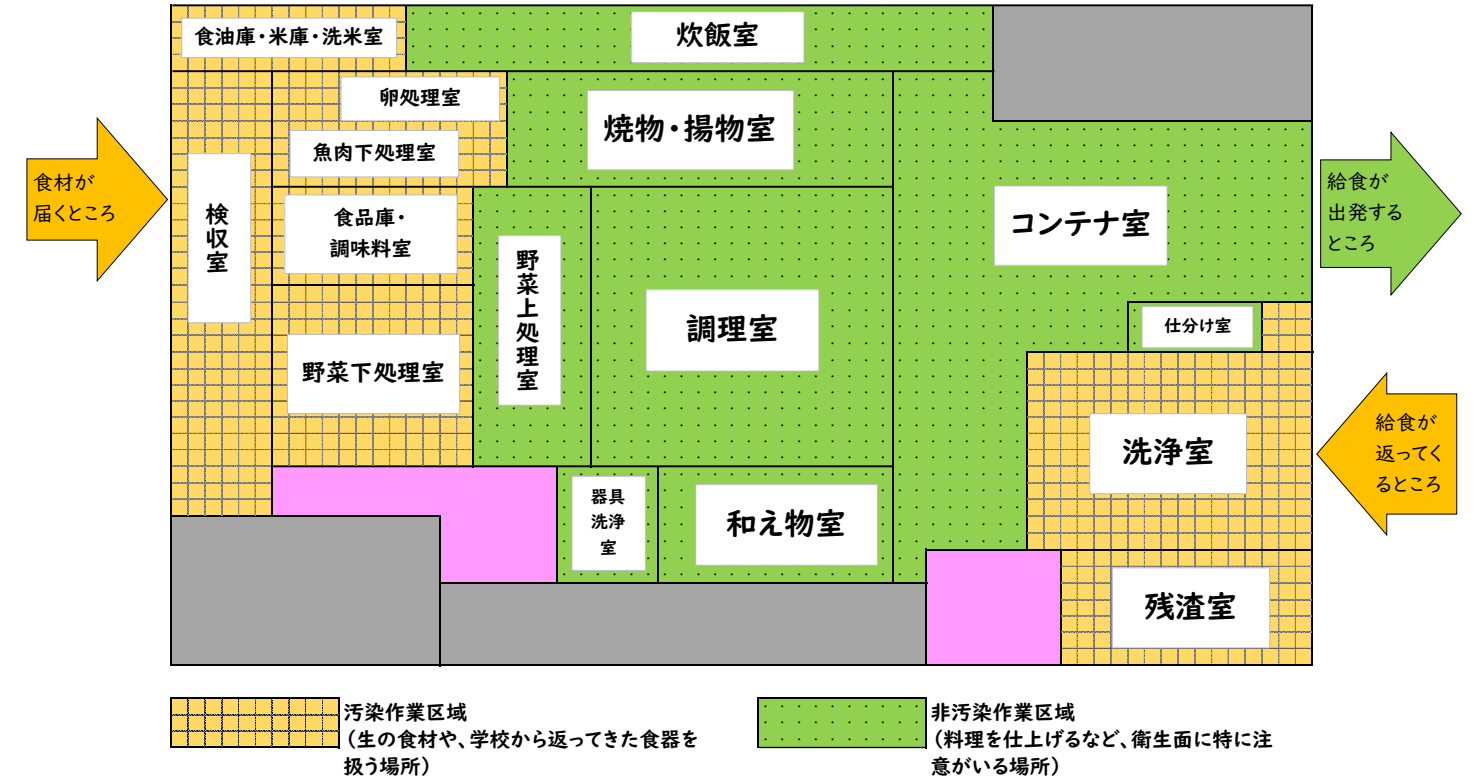 食油庫・米庫・洗米室
炊飯室
卵処理室
焼物・揚物室
魚肉下処理室
食材が
届くところ
検収室
食品庫・
調味料室
野菜上処理室
コンテナ室
給食が
出発する
ところ
調理室
仕分け室
野菜下処理室
洗浄室
給食が
返ってく
るところ
器具
洗浄
室
和え物室
残渣室
汚染作業区域
（生の食材や、学校から返ってきた食器を
扱う場所）
非汚染作業区域
（料理を仕上げるなど、衛生面に特に注
意がいる場所）